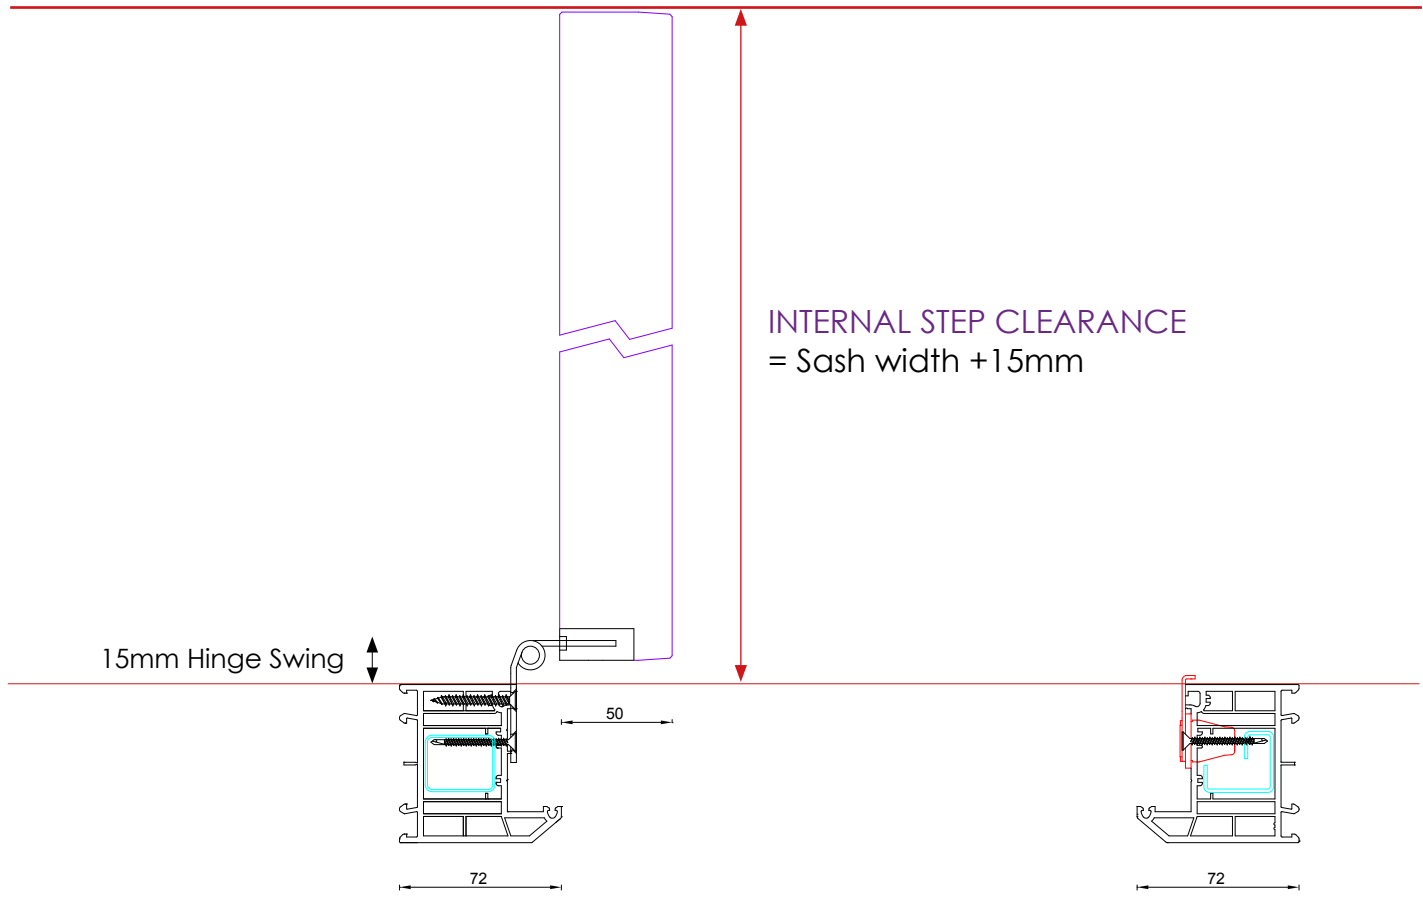 INTERNAL STEP CLEARANCE
= Sash width +15mm
15mm Hinge Swing
50
72
72